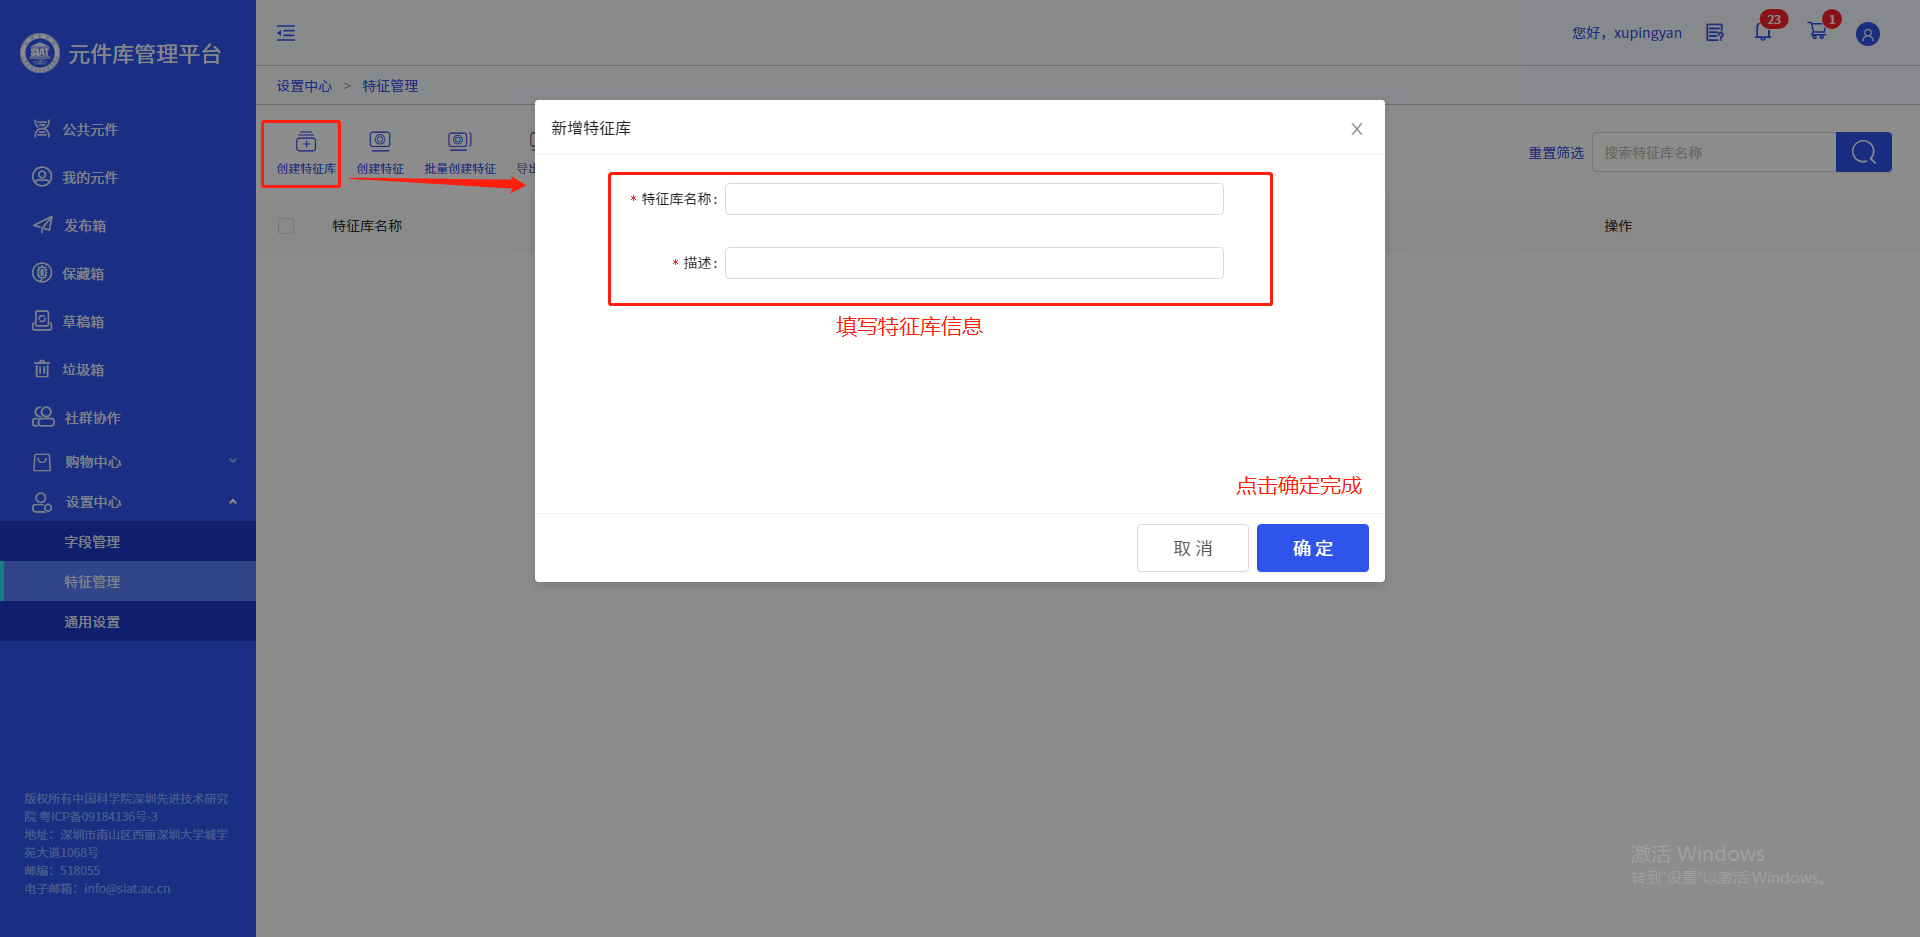 SIAT
元件库管理平台
您好，xupingyan
23
1
设置中心 > 特征管理
公共元件
我的元件
发布箱
保藏箱
草稿箱
垃圾箱
社群协作
购物中心
设置中心
字段管理
特征管理
通用设置
创建特征库
创建特征
批量创建特征
导出
重置筛选
搜索特征库名称
特征库名称
操作
新增特征库
* 特征库名称：
* 描述：
填写特征库信息
点击确定完成
取 消
确 定
版权所有中国科学院深圳先进技术研究
院 粤ICP备09184136号-3
地址：深圳市南山区西丽深圳大学城学
苑大道1068号
邮编：518055
电子邮箱：info@siat.ac.cn
激活 Windows
转到"设置"以激活 Windows。